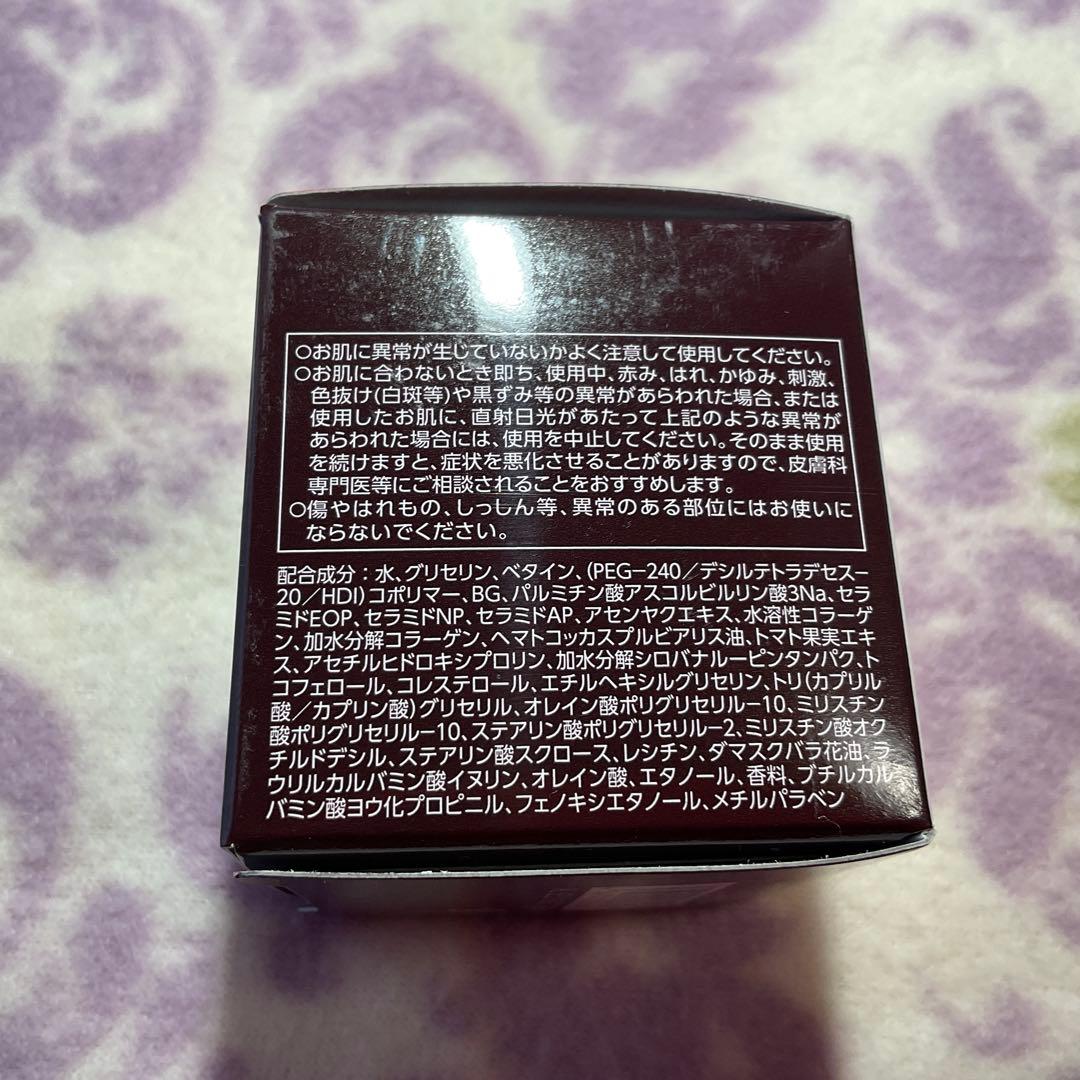 ○お肌に異常が生じていないかよく注意して使用してください。
○お肌に合わないとき即ち、使用中、赤み、はれ、かゆみ、刺激、
色抜け(白斑等)や黒ずみ等の異常があらわれた場合、または
使用したお肌に、直射日光があたって上記のような異常が
あらわれた場合には、使用を中止してください。そのまま使用
を続けますと、症状を悪化させることがありますので、皮膚科
専門医等にご相談されることをおすすめします。
○傷やはれもの、しっしん等、異常のある部位にはお使いに
ならないでください。
配合成分：水、グリセリン、ベタイン、(PEG-240／デシルテトラデセス-
20／HDI)コポリマー、BG、パルミチン酸アスコルビルリン酸3Na、セラ
ミドEOP、セラミドNP、セラミドAP、アセンヤクエキス、水溶性コラーゲ
ン、加水分解コラーゲン、ヘマトコッカスプルビアリス油、トマト果実エキ
ス、アセチルヒドロキシプロリン、加水分解シロバナルーピンタンパク、ト
コフェロール、コレステロール、エチルヘキシルグリセリン、トリ(カプリル
酸／カプリン酸)グリセリル、オレイン酸ポリグリセリル-10、ミリスチン
酸ポリグリセリル-10、ステアリン酸ポリグリセリル-2、ミリスチン酸オク
チルドデシル、ステアリン酸スクロース、レシチン、ダマスクバラ花油、ラ
ウリルカルバミン酸イヌリン、オレイン酸、エタノール、香料、ブチルカル
バミン酸ヨウ化プロピニル、フェノキシエタノール、メチルパラベン